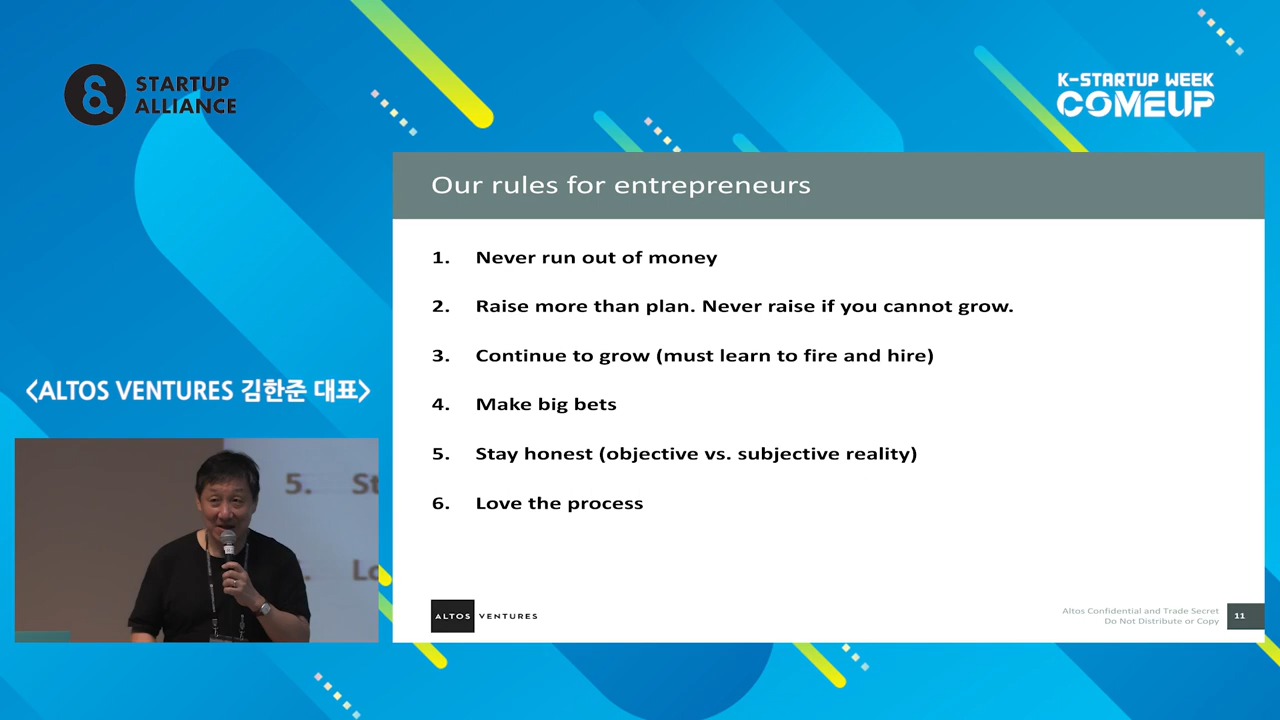 STARTUP
ALLIANCE
K-STARTUP WEEK
COMEUP
Our rules for entrepreneurs
1. Never run out of money
2. Raise more than plan. Never raise if you cannot grow.
3. Continue to grow (must learn to fire and hire)
4. Make big bets
5. Stay honest (objective vs. subjective reality)
6. Love the process
<ALTOS VENTURES 김한준 대표>
5. St
Lo
ALTOS VENTURES
Altos Confidential and Trade Secret
Do Not Distribute or Copy
11